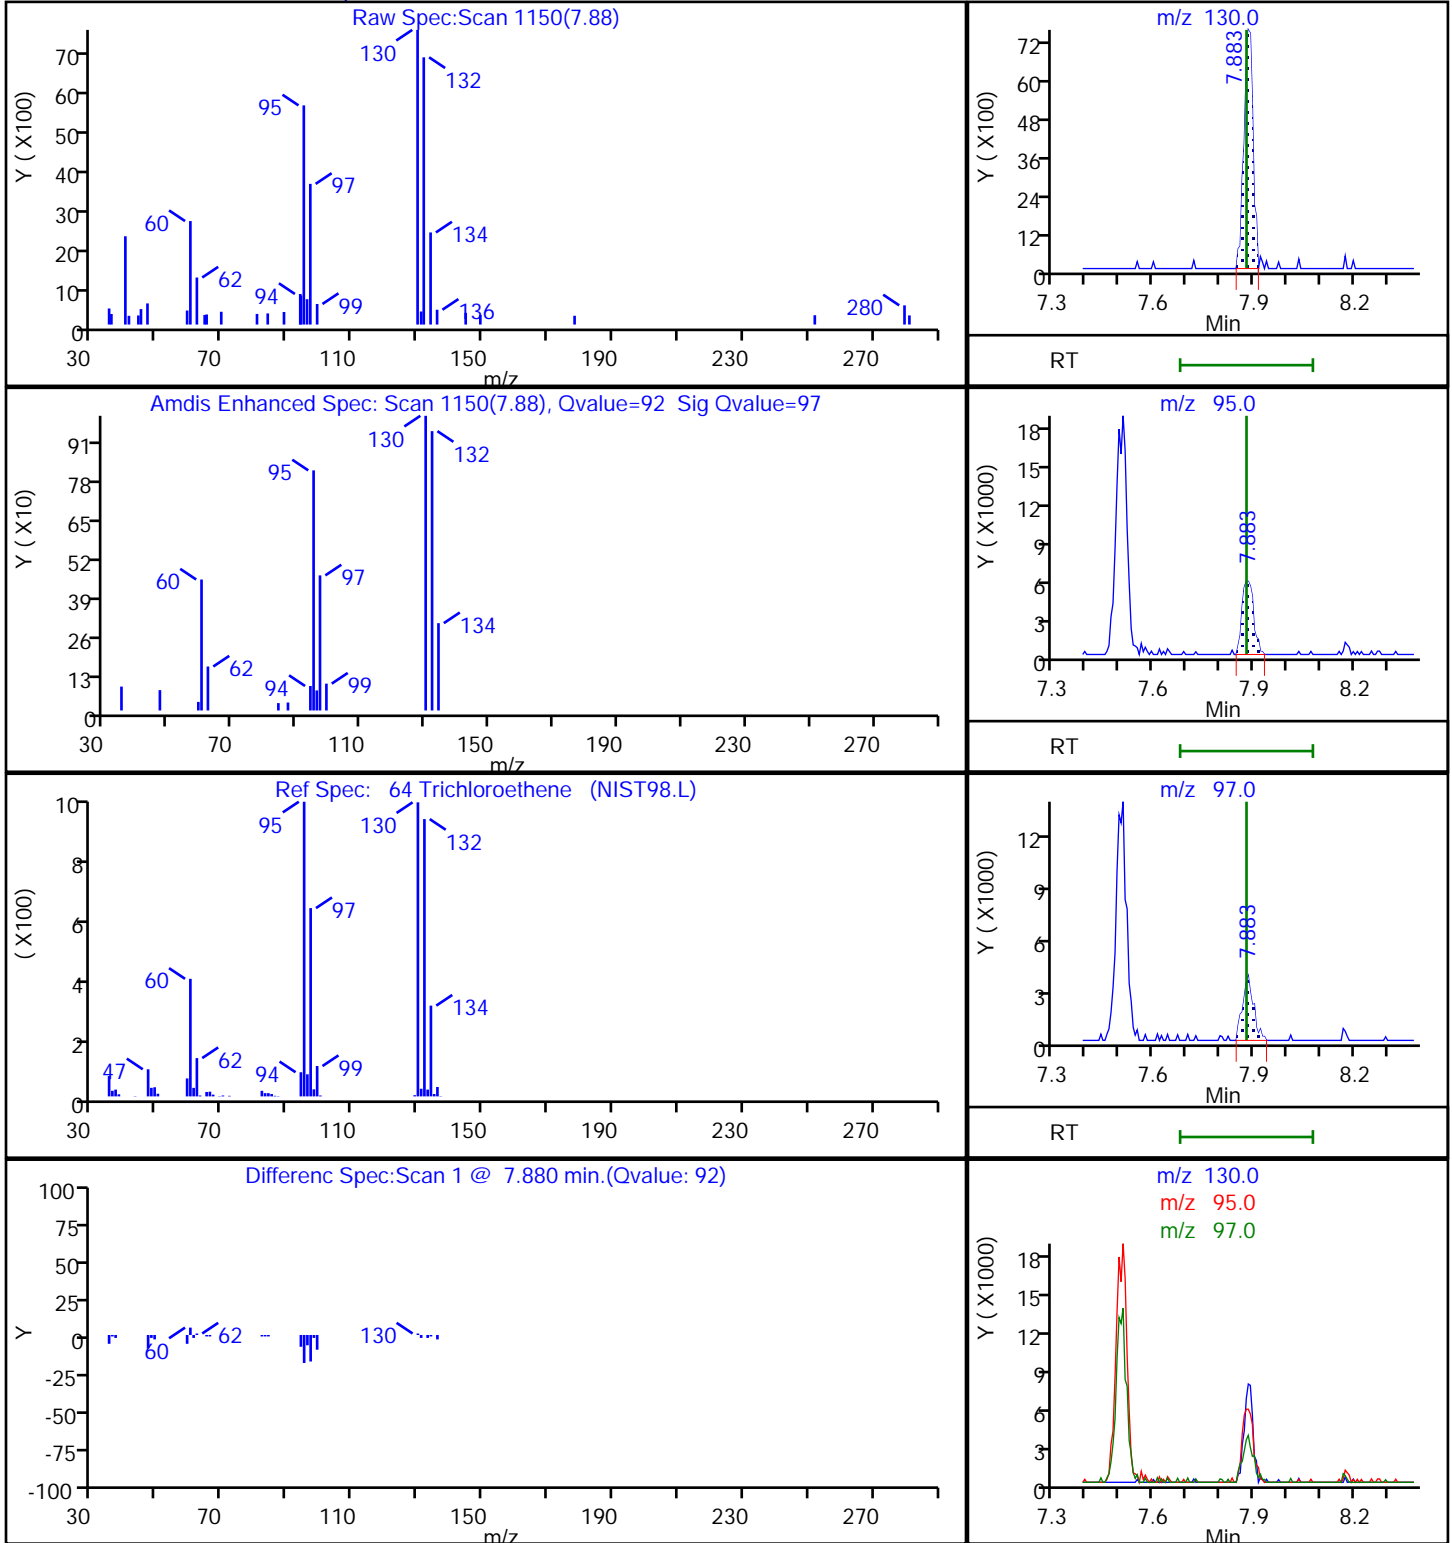 Raw Spec:Scan 1150(7.88)
Y ( X100)
70
60
50
40
30
20
10
0
130
132
95
97
60
134
62
94
99
136
280
30 70 110 150 190 230 270
m/z
m/z 130.0
Y ( X100)
72
60
48
36
24
12
0
7.883
7.3 7.6 7.9 8.2
Min
RT
Amdis Enhanced Spec: Scan 1150(7.88), Qvalue=92 Sig Qvalue=97
Y ( X10)
91
78
65
52
39
26
13
0
130
132
95
60
97
134
62
94
99
30 70 110 150 190 230 270
m/z
m/z 95.0
Y ( X1000)
18
15
12
9
6
3
0
7.883
7.3 7.6 7.9 8.2
Min
RT
Ref Spec: 64 Trichloroethene (NIST98.L)
( X100)
10
8
6
4
2
0
95
130
132
97
60
134
47
62
94
99
30 70 110 150 190 230 270
m/z
m/z 97.0
Y ( X1000)
12
9
6
3
0
7.883
7.3 7.6 7.9 8.2
Min
RT
Differenc Spec:Scan 1 @ 7.880 min.(Qvalue: 92)
Y
100
75
50
25
0
-25
-50
-75
-100
60
62
130
30 70 110 150 190 230 270
m/z
m/z 130.0
m/z 95.0
m/z 97.0
Y ( X1000)
18
15
12
9
6
3
0
7.3 7.6 7.9 8.2
Min